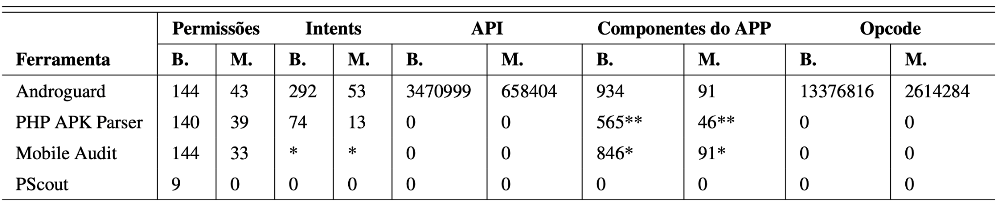 Permissões Intents API Componentes do APP Opcode
Ferramenta B. M. B. M. B. M. B. M. B. M.
Androguard 144 43 292 53 3470999 658404 934 91 13376816 2614284
PHP APK Parser 140 39 74 13 0 0 565** 46** 0 0
Mobile Audit 144 33 * * 0 0 846* 91* 0 0
PScout 9 0 0 0 0 0 0 0 0 0